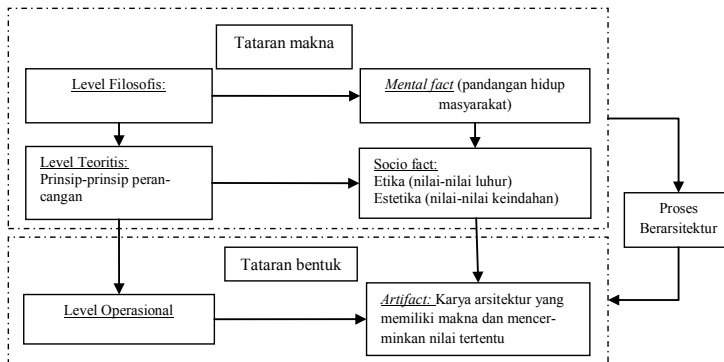 Tataran makna
Level Filosofis:
Mental fact (pandangan hidup
masyarakat)
Level Teoritis:
Prinsip-prinsip peran-
cangan
Socio fact:
Etika (nilai-nilai luhur)
Estetika (nilai-nilai keindahan)
Proses
Berarsitektur
Tataran bentuk
Level Operasional
Artifact: Karya arsitektur yang
memiliki makna dan mencer-
minkan nilai tertentu